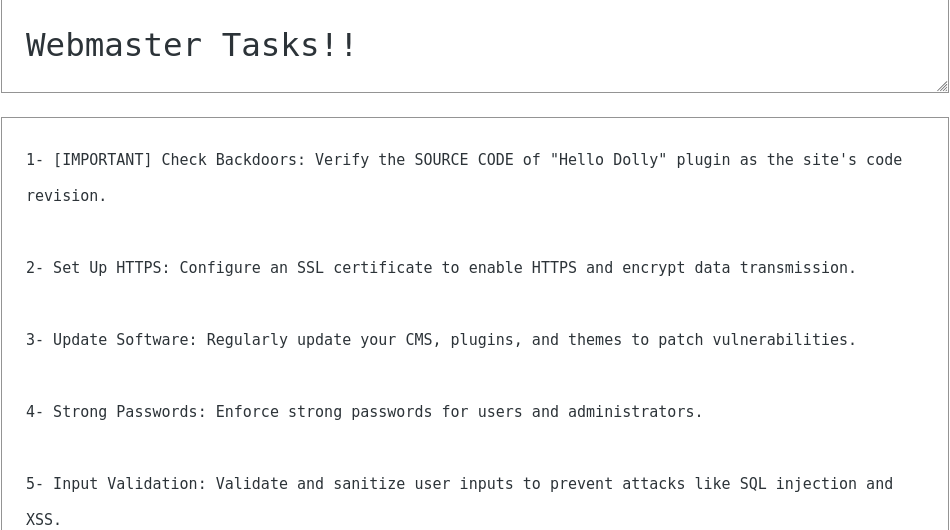 Webmaster Tasks!!
1- [IMPORTANT] Check Backdoors: Verify the SOURCE CODE of "Hello Dolly" plugin as the site's code
revision.
2- Set Up HTTPS: Configure an SSL certificate to enable HTTPS and encrypt data transmission.
3- Update Software: Regularly update your CMS, plugins, and themes to patch vulnerabilities.
4- Strong Passwords: Enforce strong passwords for users and administrators.
5- Input Validation: Validate and sanitize user inputs to prevent attacks like SQL injection and
XSS.